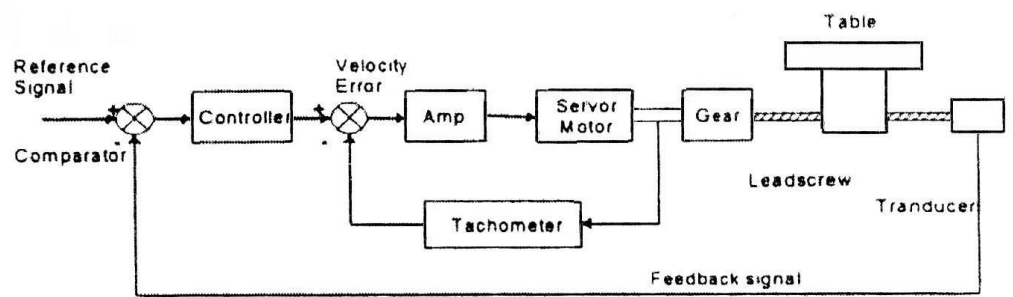 Table
Reference
Signal
Velocity
Error
+
+
Controller
Amp
Servor
Motor
Gear
-
-
Comparator
Leadscrew
Tranducer
Tachometer
Feedback signal